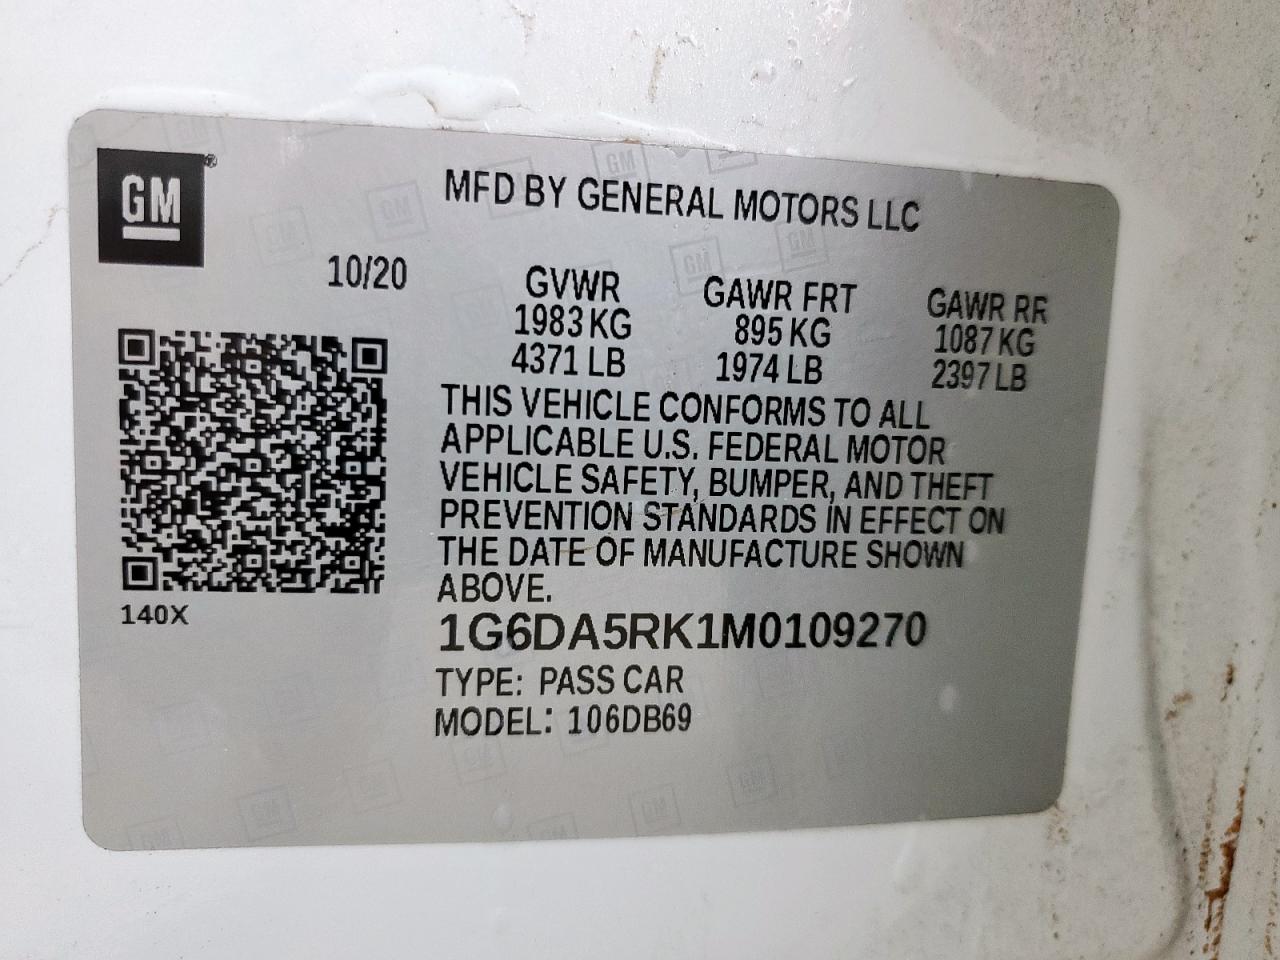 GM
MFD BY GENERAL MOTORS LLC
10/20
GVWR GAWR FRT GAWR RR
1983 KG 895 KG 1087 KG
4371 LB 1974 LB 2397 LB
THIS VEHICLE CONFORMS TO ALL
APPLICABLE U.S. FEDERAL MOTOR
VEHICLE SAFETY, BUMPER, AND THEFT
PREVENTION STANDARDS IN EFFECT ON
THE DATE OF MANUFACTURE SHOWN
ABOVE.
140X
1G6DA5RK1M0109270
TYPE: PASS CAR
MODEL: 106DB69